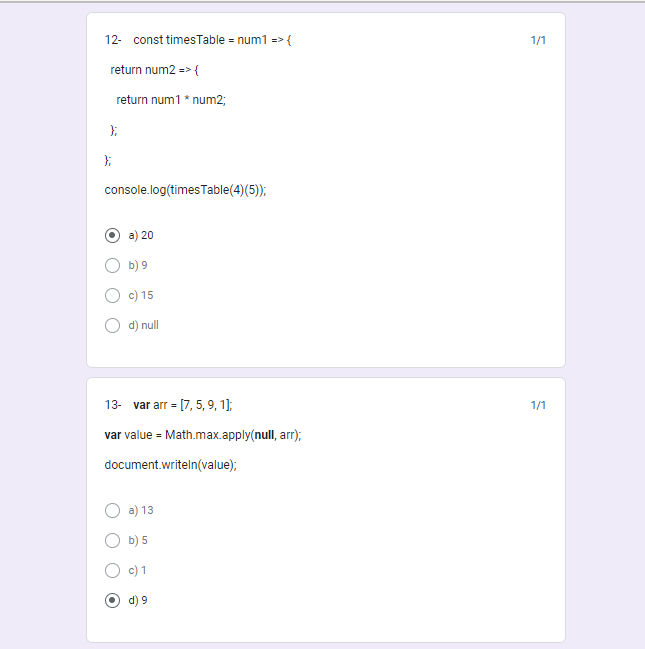 12- const timesTable = num1 => {
1/1
return num2 => {
return num1 * num2;
};
};
console.log(timesTable(4)(5));
a) 20
b) 9
c) 15
d) null
13- var arr = [7, 5, 9, 1];
1/1
var value = Math.max.apply(null, arr);
document.writeln(value);
a) 13
b) 5
c) 1
d) 9